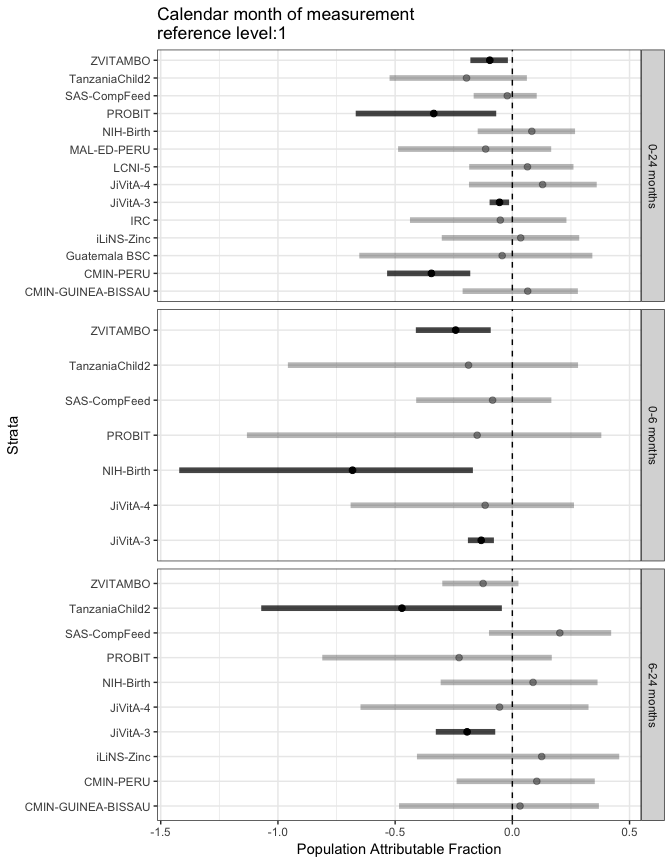 Calendar month of measurement
reference level:1
ZVITAMBO
TanzaniaChild2
SAS-CompFeed
PROBIT
NIH-Birth
MAL-ED-PERU
LCNI-5
JiVitA-4
JiVitA-3
IRC
iLiNS-Zinc
Guatemala BSC
CMIN-PERU
CMIN-GUINEA-BISSAU
0-24 months
ZVITAMBO
TanzaniaChild2
SAS-CompFeed
PROBIT
NIH-Birth
JiVitA-4
JiVitA-3
0-6 months
ZVITAMBO
TanzaniaChild2
SAS-CompFeed
PROBIT
NIH-Birth
JiVitA-4
JiVitA-3
iLiNS-Zinc
CMIN-PERU
CMIN-GUINEA-BISSAU
6-24 months
Strata
-1.5 -1.0 -0.5 0.0 0.5
Population Attributable Fraction